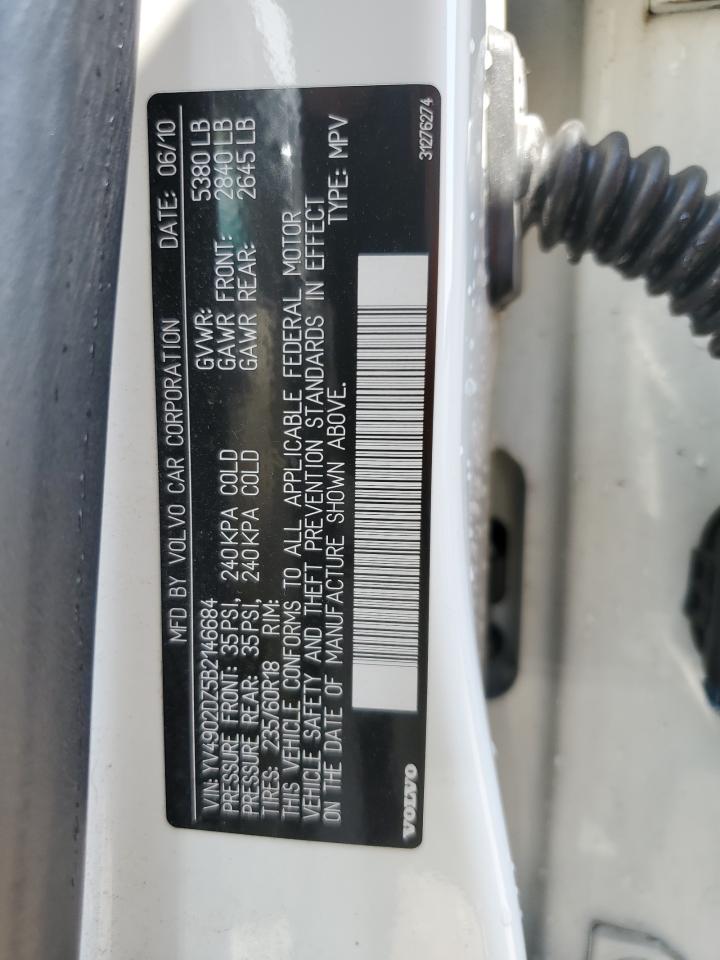 MFD BY VOLVO CAR CORPORATION DATE: 06/10
VIN: YV4902DZ5B2146684 GVWR: 5380 LB
PRESSURE FRONT: 35PSI, 240KPA COLD GAWR FRONT: 2840 LB
PRESSURE REAR: 35 PSI, 240KPA COLD GAWR REAR: 2645 LB
TIRES: 235/60R18 RIM:
THIS VEHICLE CONFORMS TO ALL APPLICABLE FEDERAL MOTOR
VEHICLE SAFETY AND THEFT PREVENTION STANDARDS IN EFFECT
ON THE DATE OF MANUFACTURE SHOWN ABOVE. TYPE: MPV
VOLVO 31276274